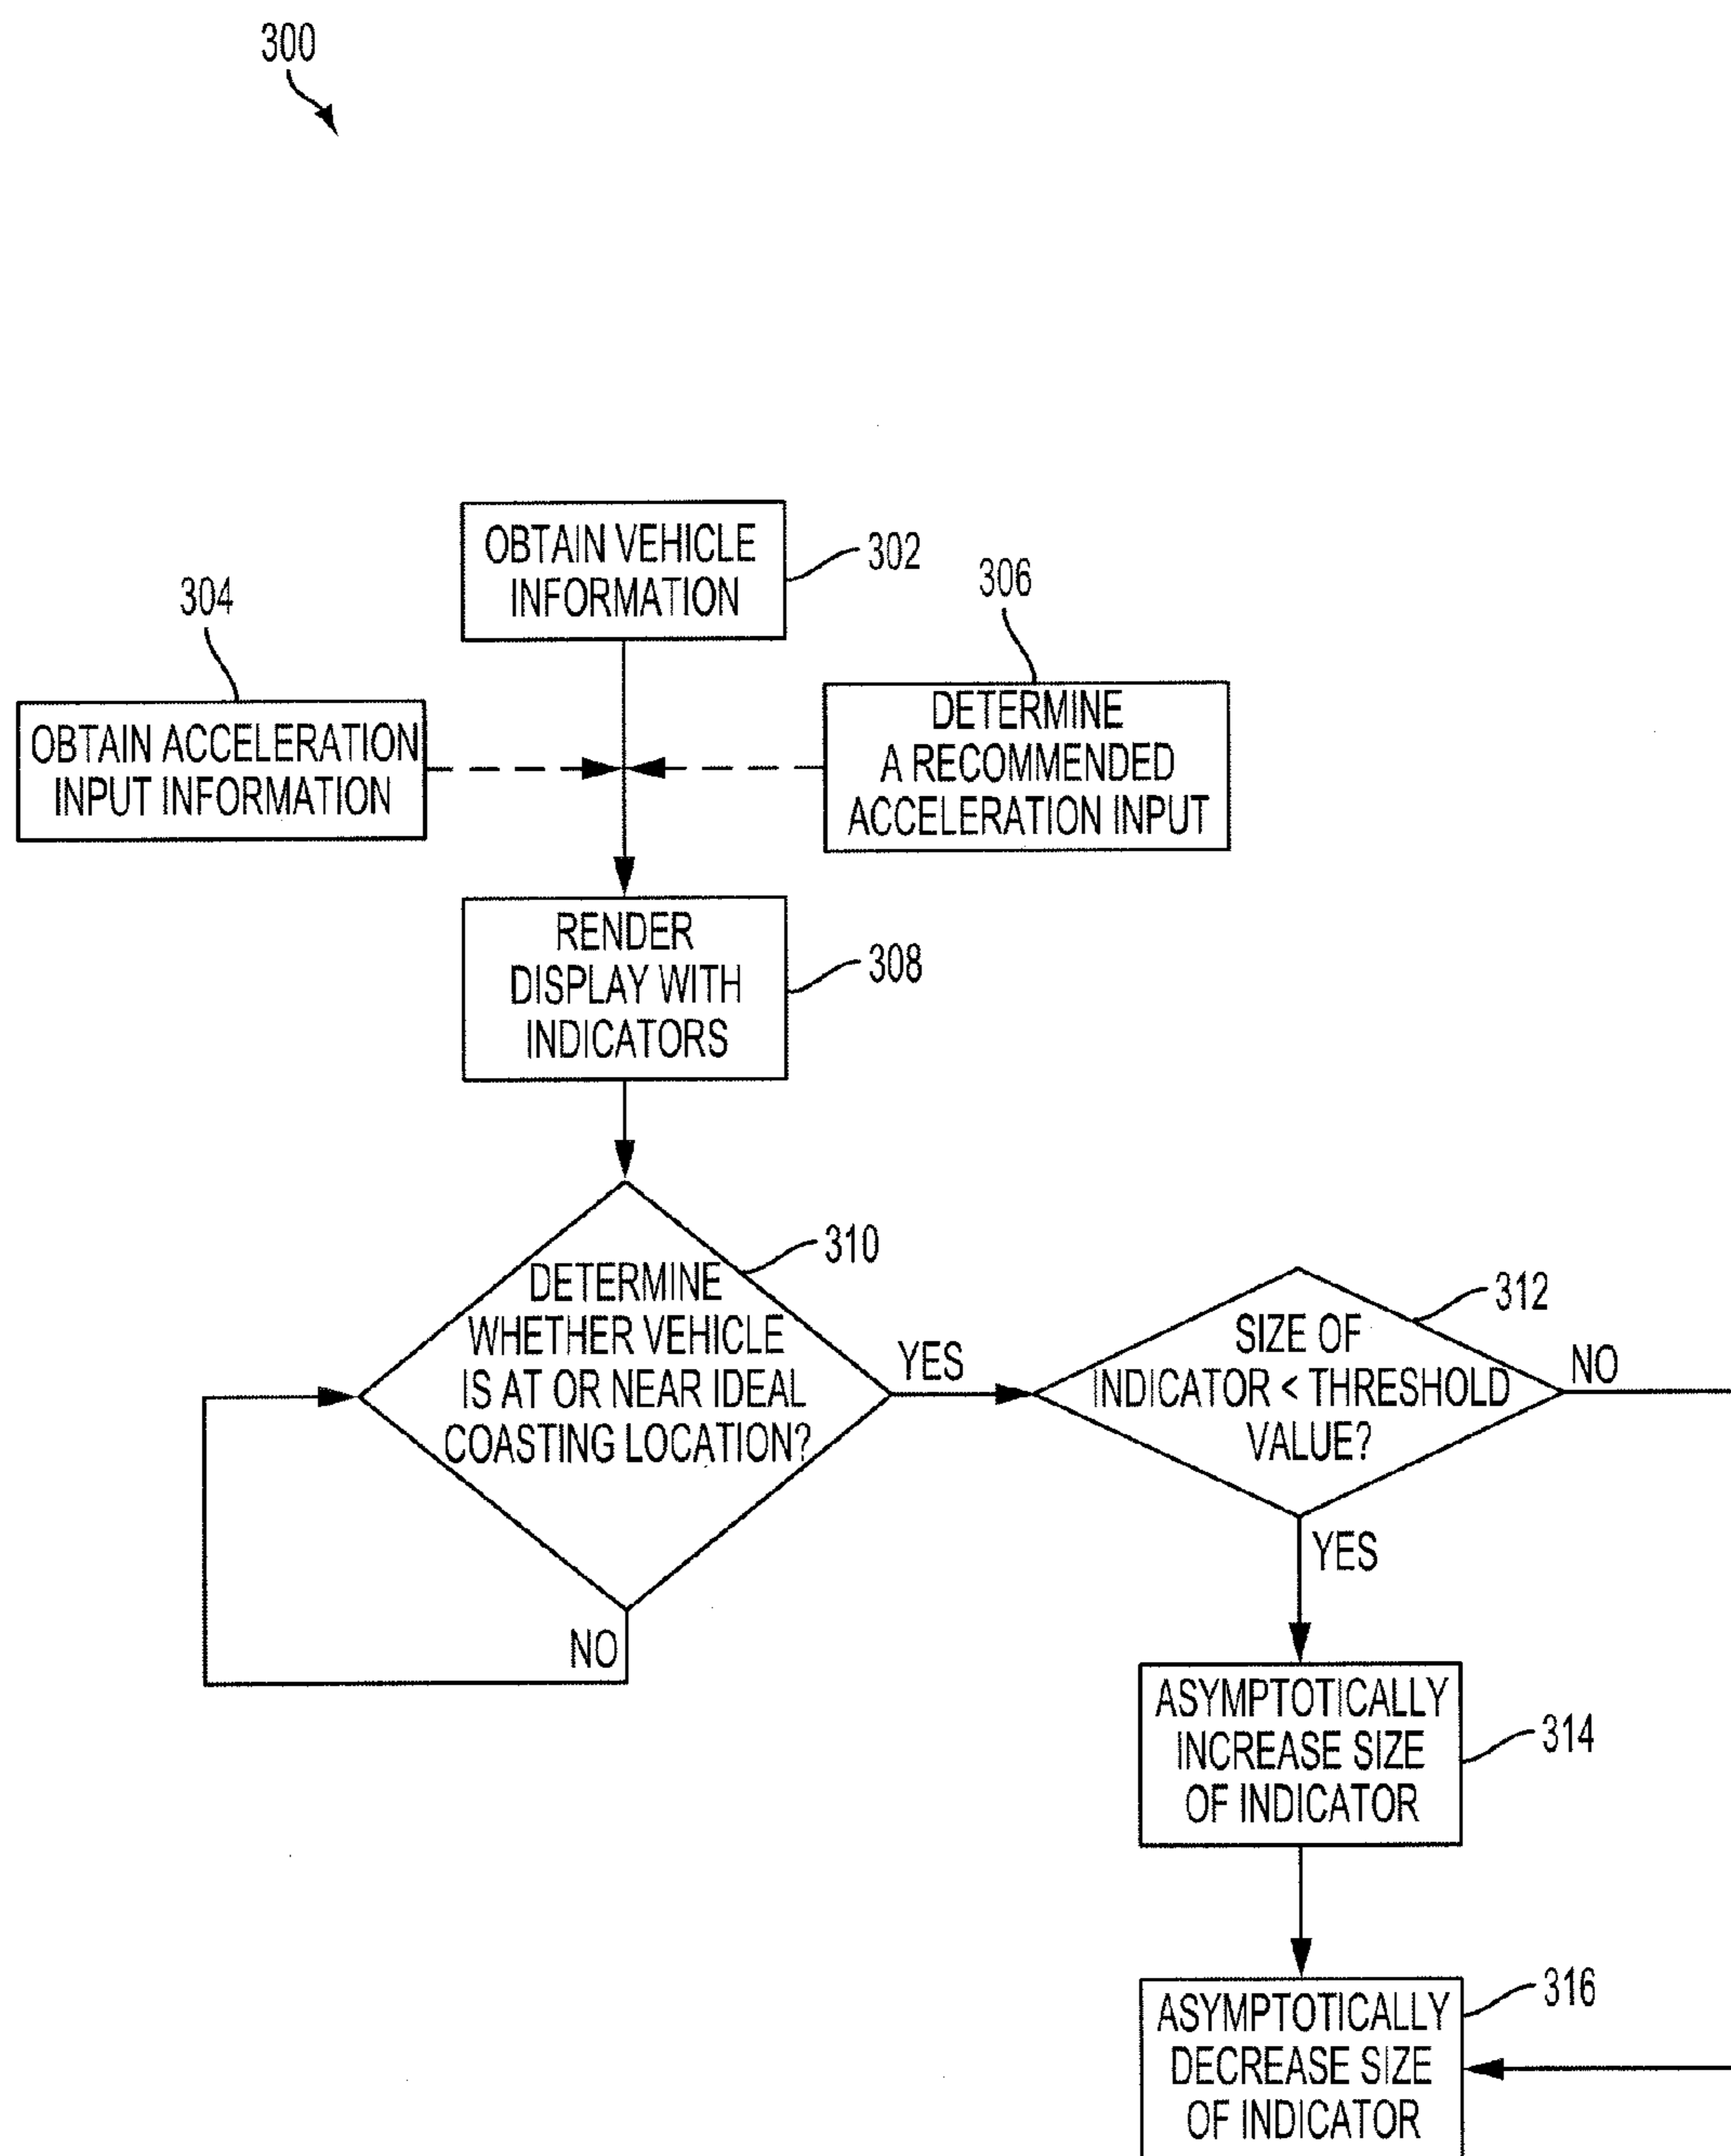 300
OBTAIN VEHICLE
INFORMATION
302
304
306
OBTAIN ACCELERATION
INPUT INFORMATION
DETERMINE
A RECOMMENDED
ACCELERATION INPUT
RENDER
DISPLAY WITH
INDICATORS
308
310
DETERMINE
WHETHER VEHICLE
IS AT OR NEAR IDEAL
COASTING LOCATION?
YES
NO
312
SIZE OF
INDICATOR < THRESHOLD
VALUE?
NO
YES
ASYMPTOTICALLY
INCREASE SIZE
OF INDICATOR
314
316
ASYMPTOTICALLY
DECREASE SIZE
OF INDICATOR